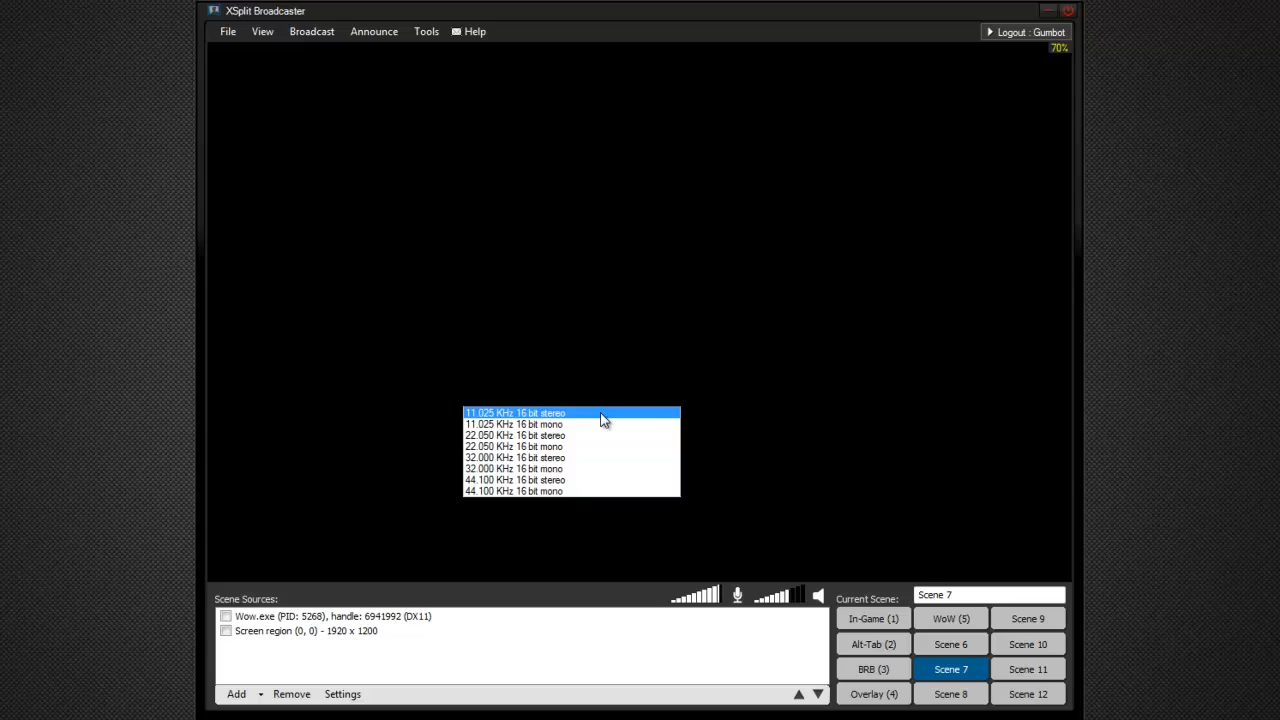 XSplit Broadcaster
File View Broadcast Announce Tools Help
Logout : Gumbot
70%
11.025 KHz 16 bit stereo
11.025 KHz 16 bit mono
22.050 KHz 16 bit stereo
22.050 KHz 16 bit mono
32.000 KHz 16 bit stereo
32.000 KHz 16 bit mono
44.100 KHz 16 bit stereo
44.100 KHz 16 bit mono
Scene Sources:
Wow.exe (PID: 5268), handle: 6941992 (DX11)
Screen region (0, 0) - 1920 x 1200
Add Remove Settings
Current Scene: Scene 7
In-Game (1) WoW (5) Scene 9
Alt-Tab (2) Scene 6 Scene 10
BRB (3) Scene 7 Scene 11
Overlay (4) Scene 8 Scene 12